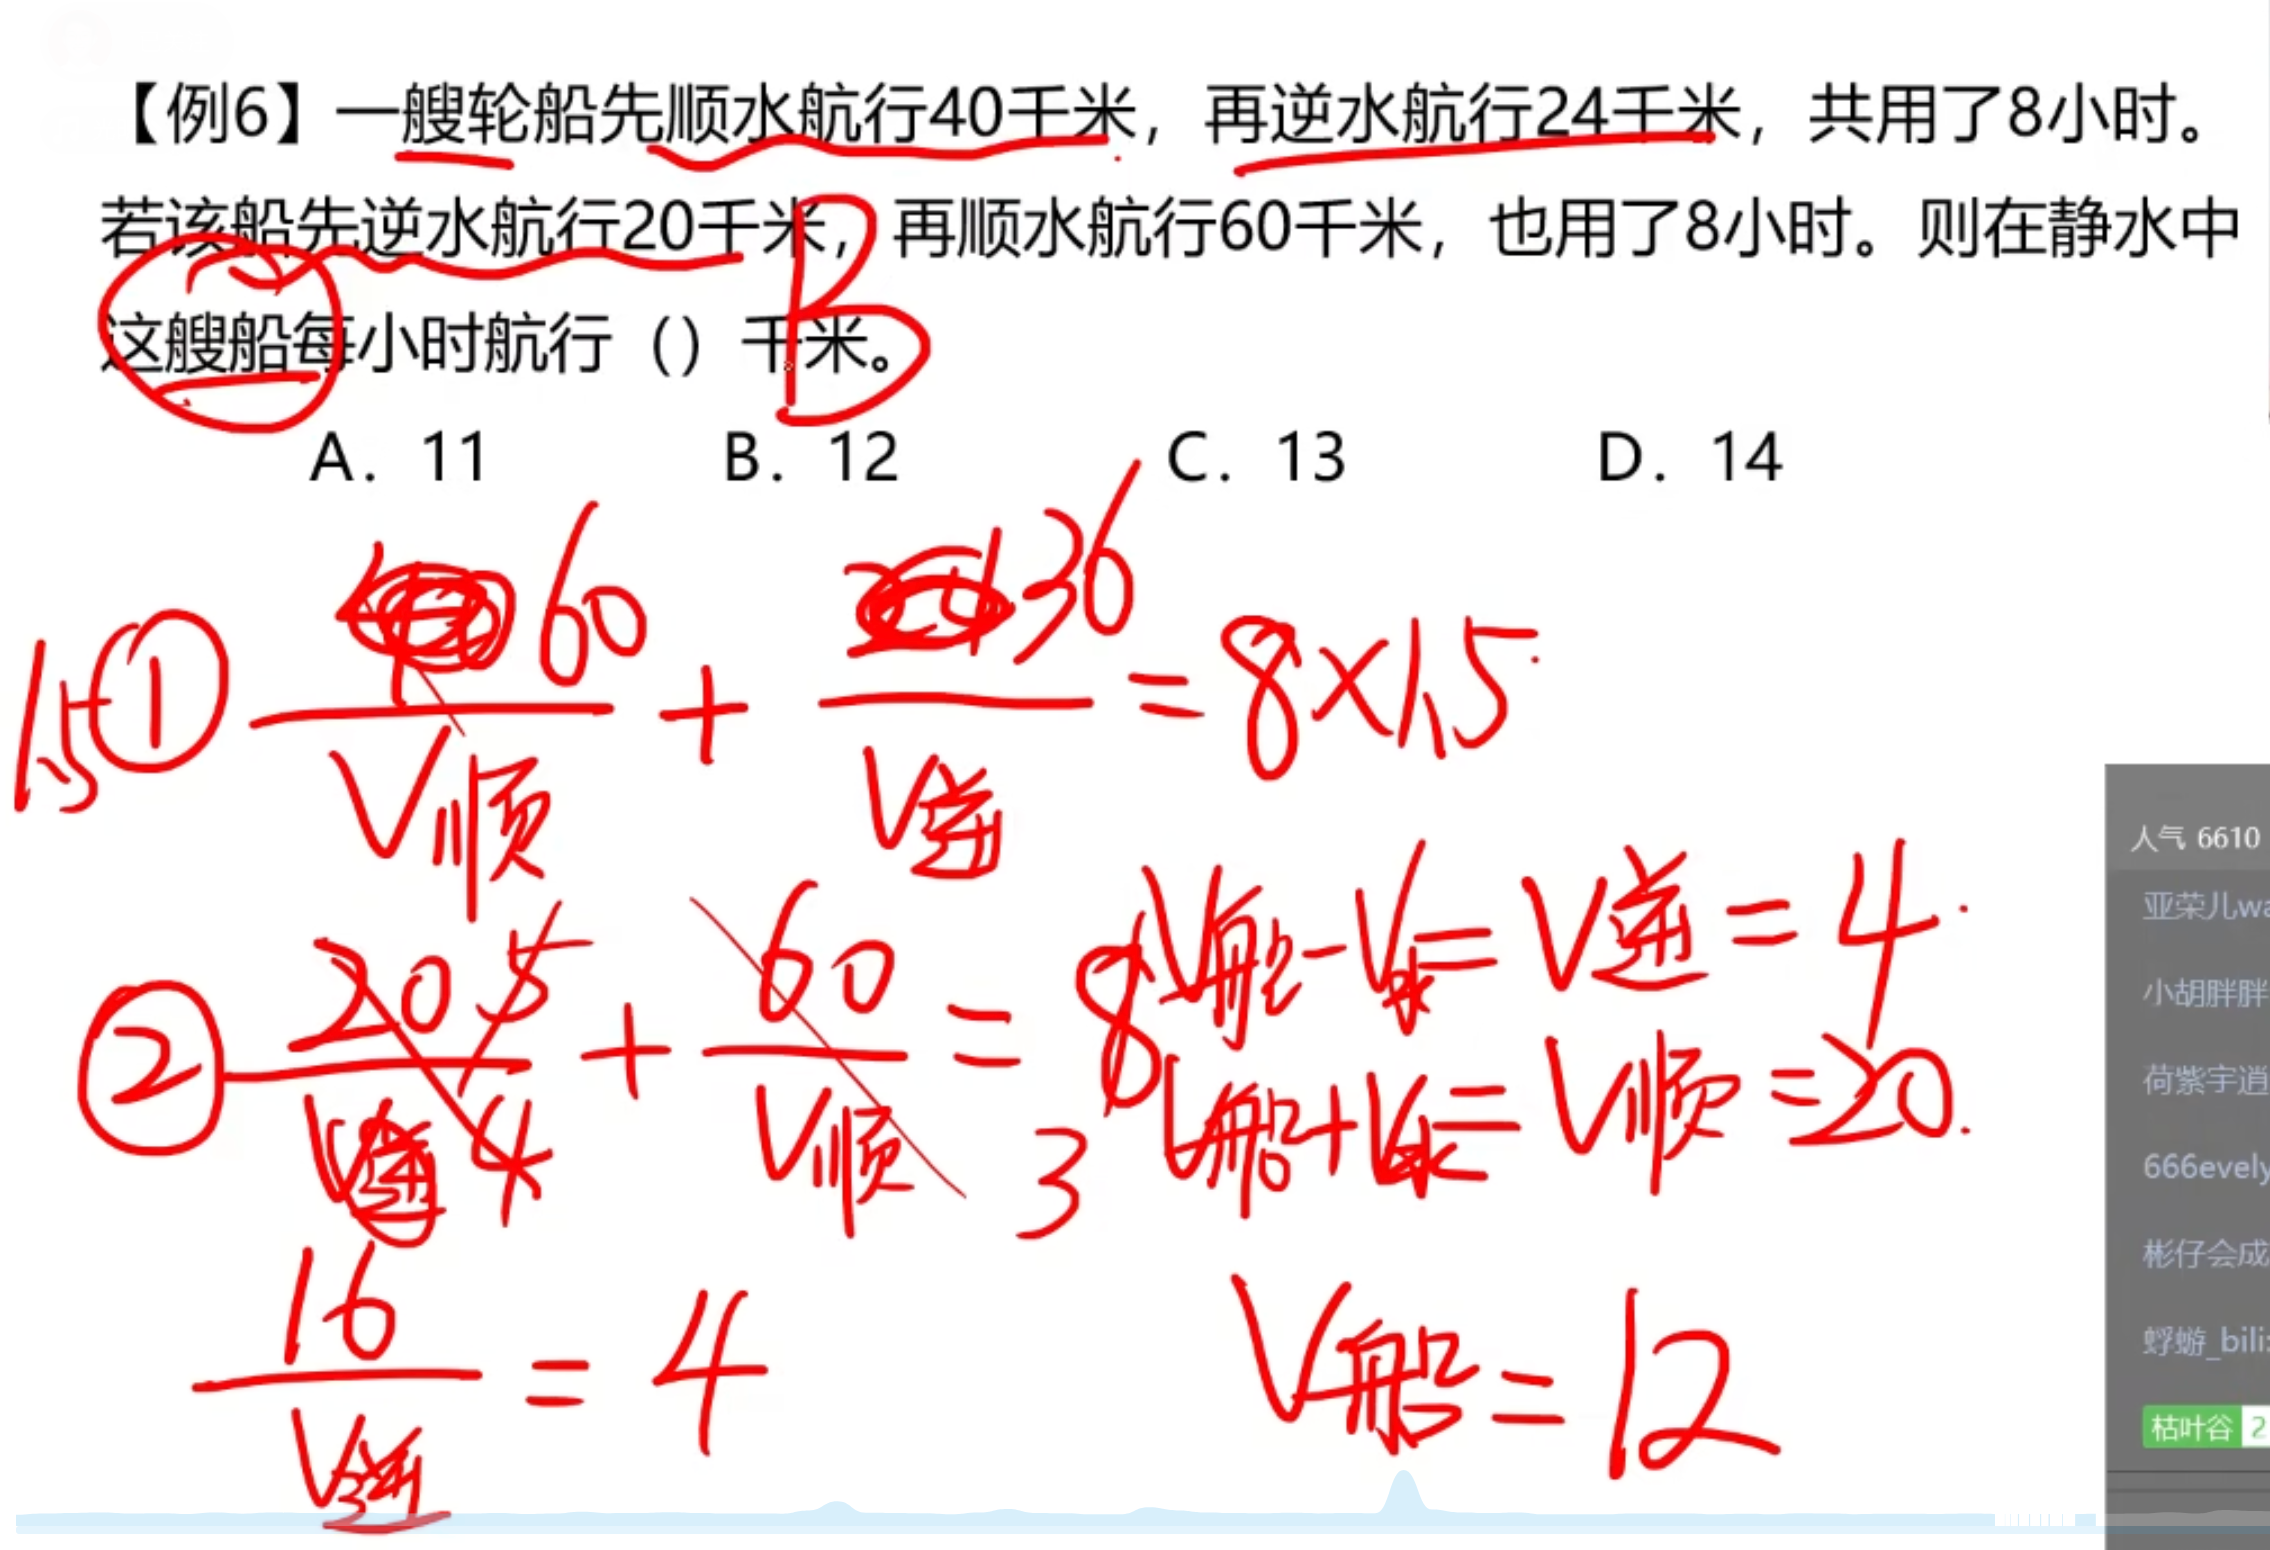 【例6】一艘轮船先顺水航行40千米，再逆水航行24千米，共用了8小时。
若该船先逆水航行20千米，再顺水航行60千米，也用了8小时。则在静水中
这艘船每小时航行（）千米。
B
A. 11 B. 12 C. 13 D. 14
1.5 ① 60/V顺 + 36/V逆 = 8×1.5
② 20/V逆 + 60/V顺 = 8
5
4
3
V船-V水=V逆=4
V船+V水=V顺=20
16/V逆 = 4
V船=12
人气 6610
亚荣儿wa
小胡胖胖
荷紫宇逍
666evely
彬仔会成
蜉蝣_bili
枯叶谷 2